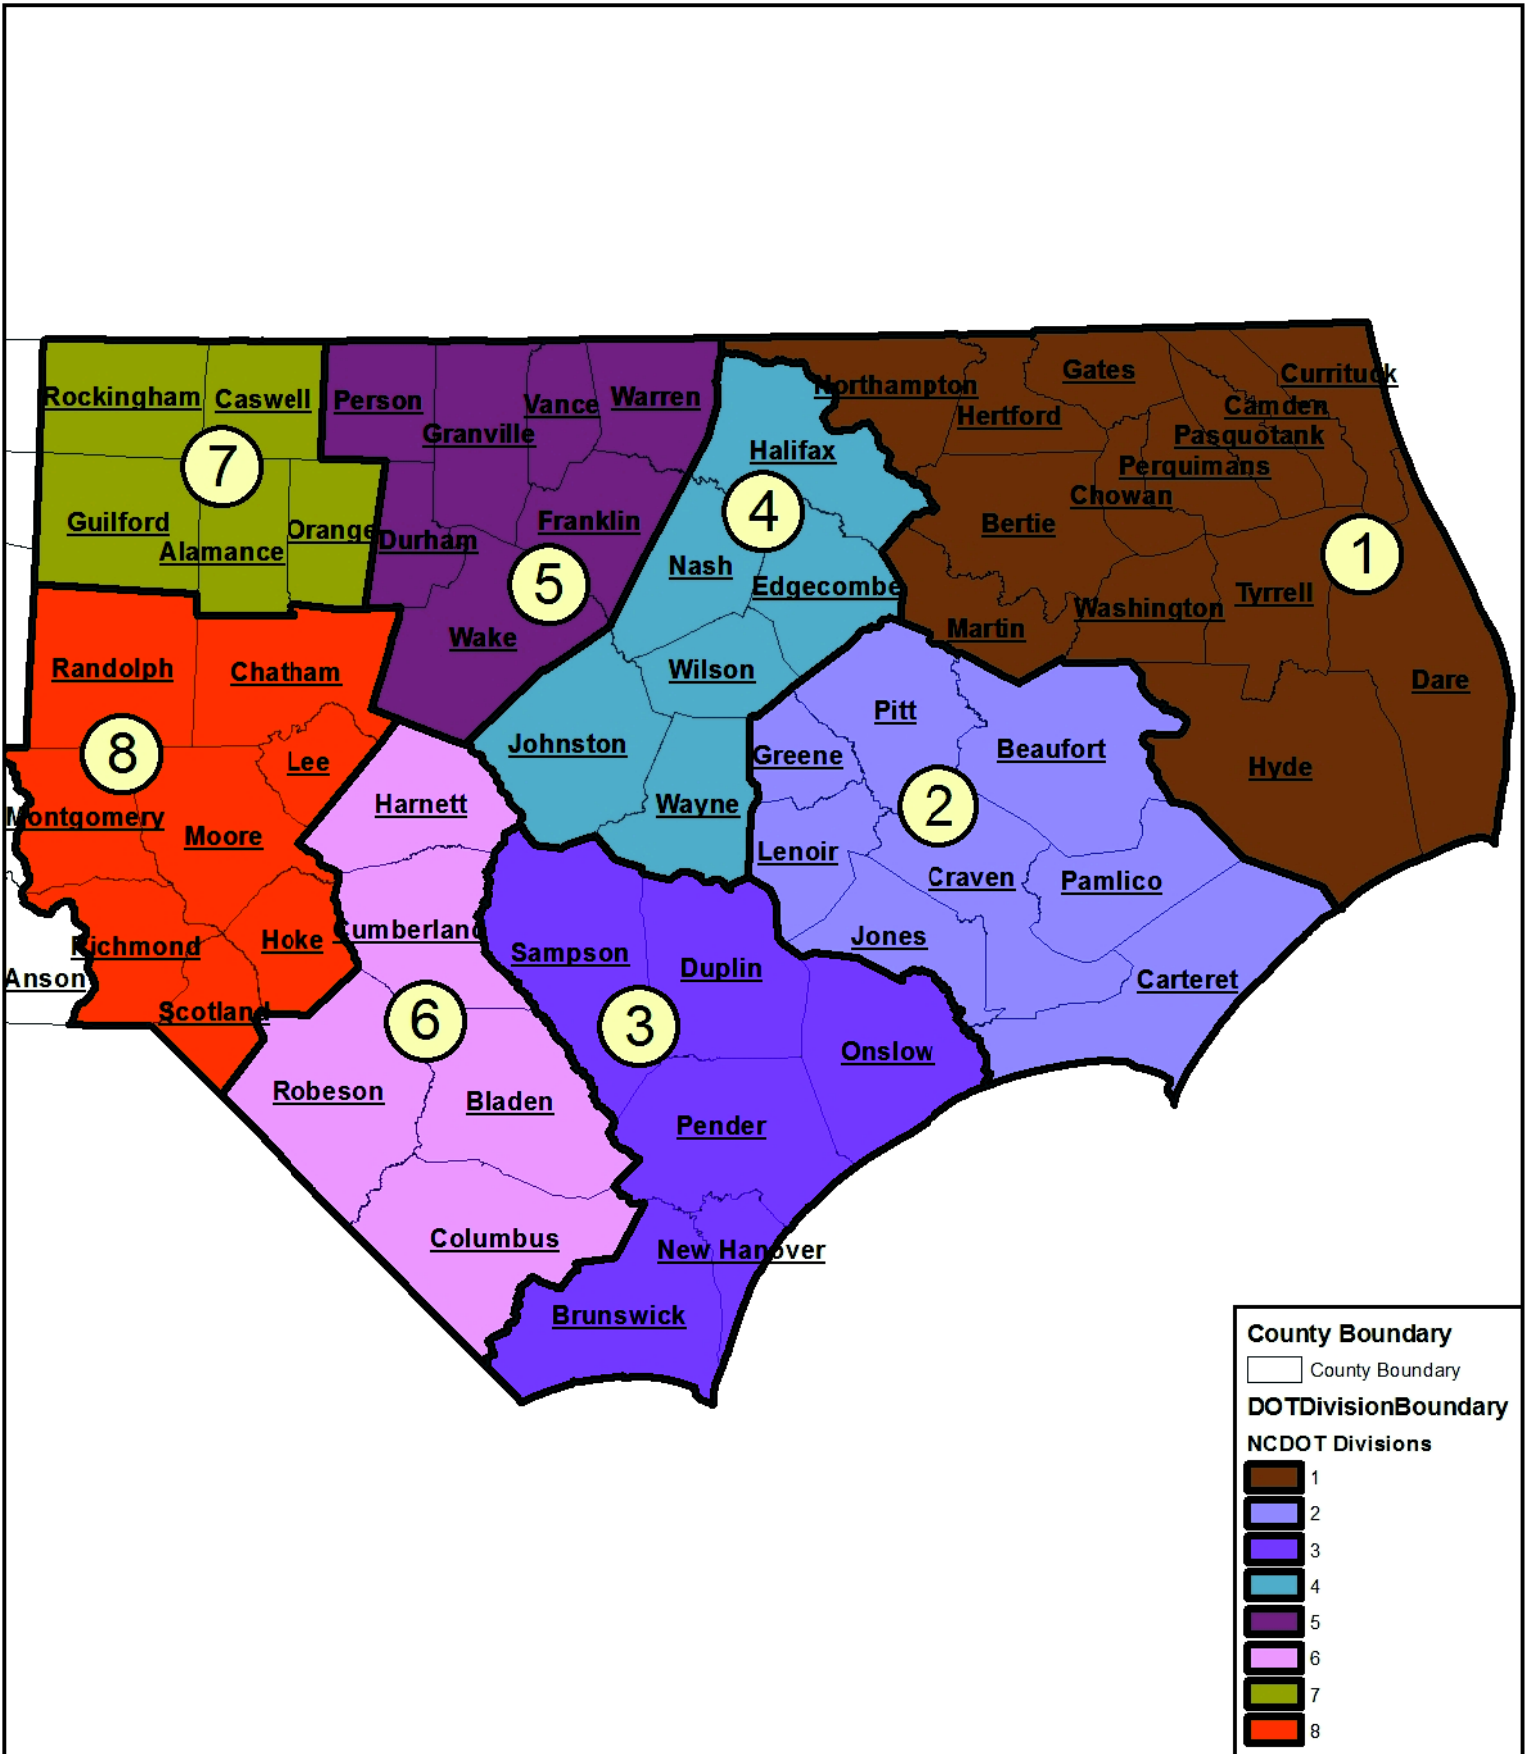 Currituck
Gates
Northampton
Rockingham
Caswell
Person
Vance
Warren
Camden
Hertford
Granville
Pasquotank
Halifax
7
Perquimans
Chowan
4
Guilford
Franklin
Bertie
Orange
Durham
Alamance
1
Nash
5
Edgecombe
Tyrrell
Washington
Martin
Wake
Randolph
Chatham
Wilson
Dare
Pitt
Johnston
Beaufort
8
Greene
Lee
Hyde
Harnett
Wayne
2
Montgomery
Moore
Lenoir
Craven
Pamlico
Cumberland
Jones
Hoke
Richmond
Sampson
Duplin
Anson
Carteret
Scotland
6
3
Onslow
Robeson
Bladen
Pender
Columbus
New Hanover
Brunswick
County Boundary
County Boundary
DOTDivisionBoundary
NCDOT Divisions
1
2
3
4
5
6
7
8